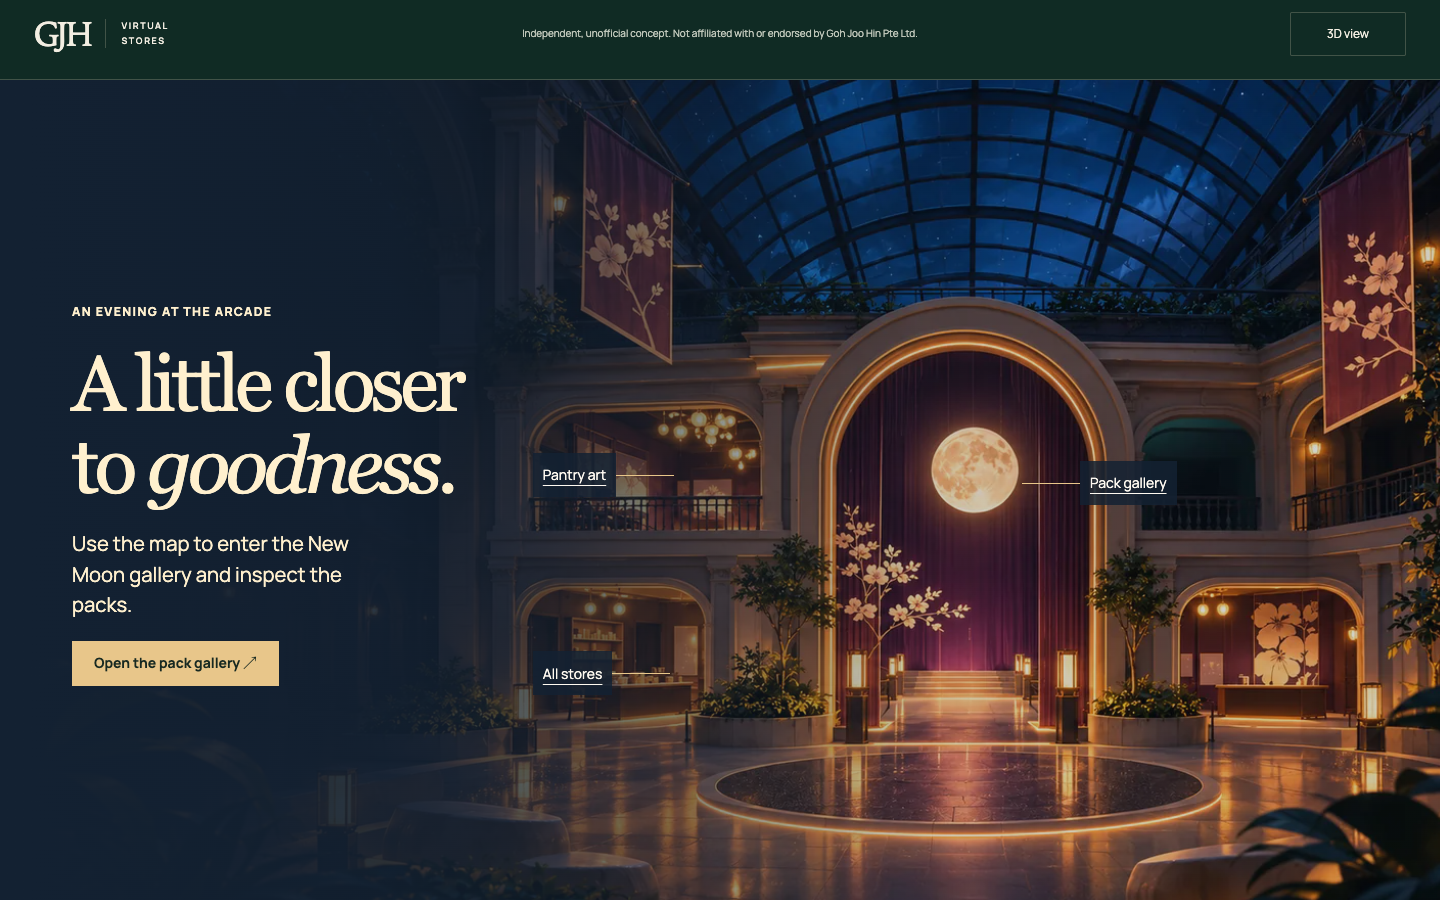 GJH
VIRTUAL
STORES
Independent, unofficial concept. Not affiliated with or endorsed by Goh Joo Hin Pte Ltd.
3D view
AN EVENING AT THE ARCADE
A little closer
to goodness.
Use the map to enter the New
Moon gallery and inspect the
packs.
Open the pack gallery ↗
Pantry art
Pack gallery
All stores